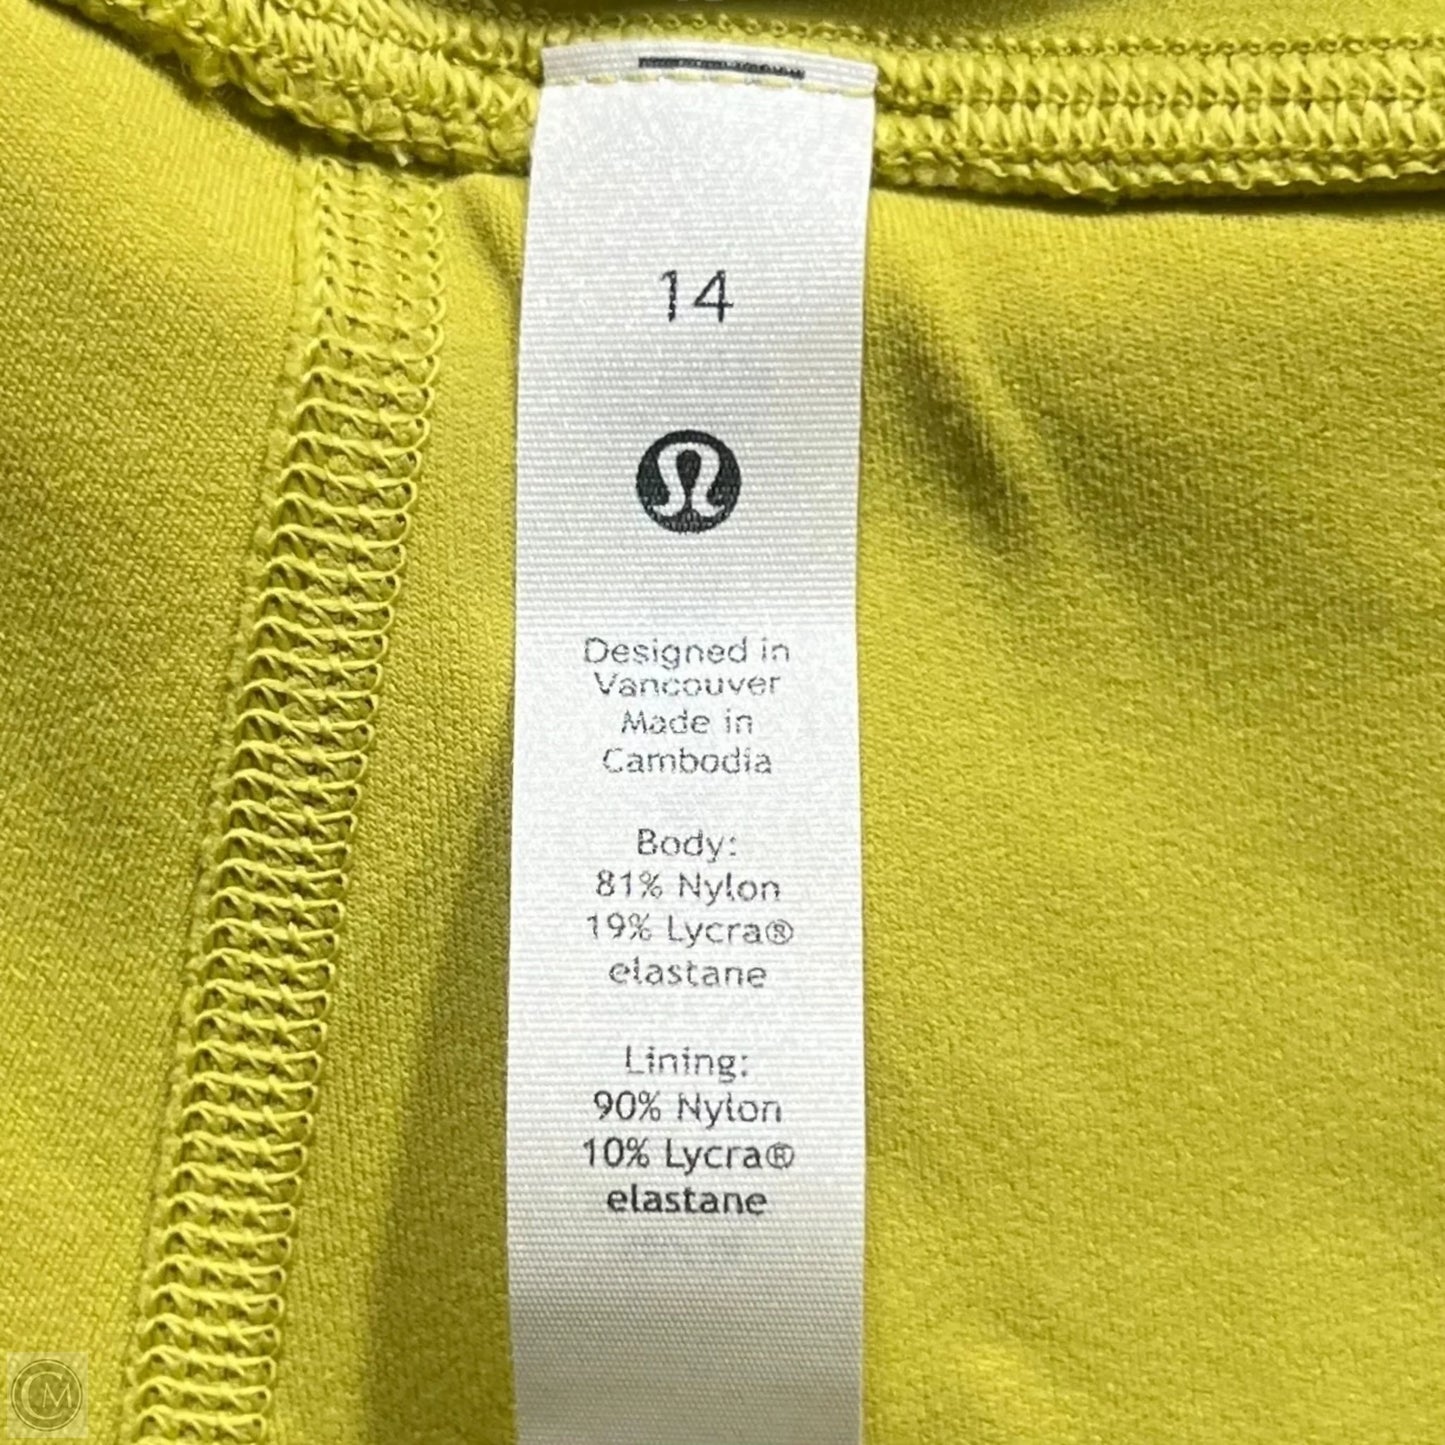 14
Designed in
Vancouver
Made in
Cambodia
Body:
81% Nylon
19% Lycra®
elastane
Lining:
90% Nylon
10% Lycra®
elastane
CM